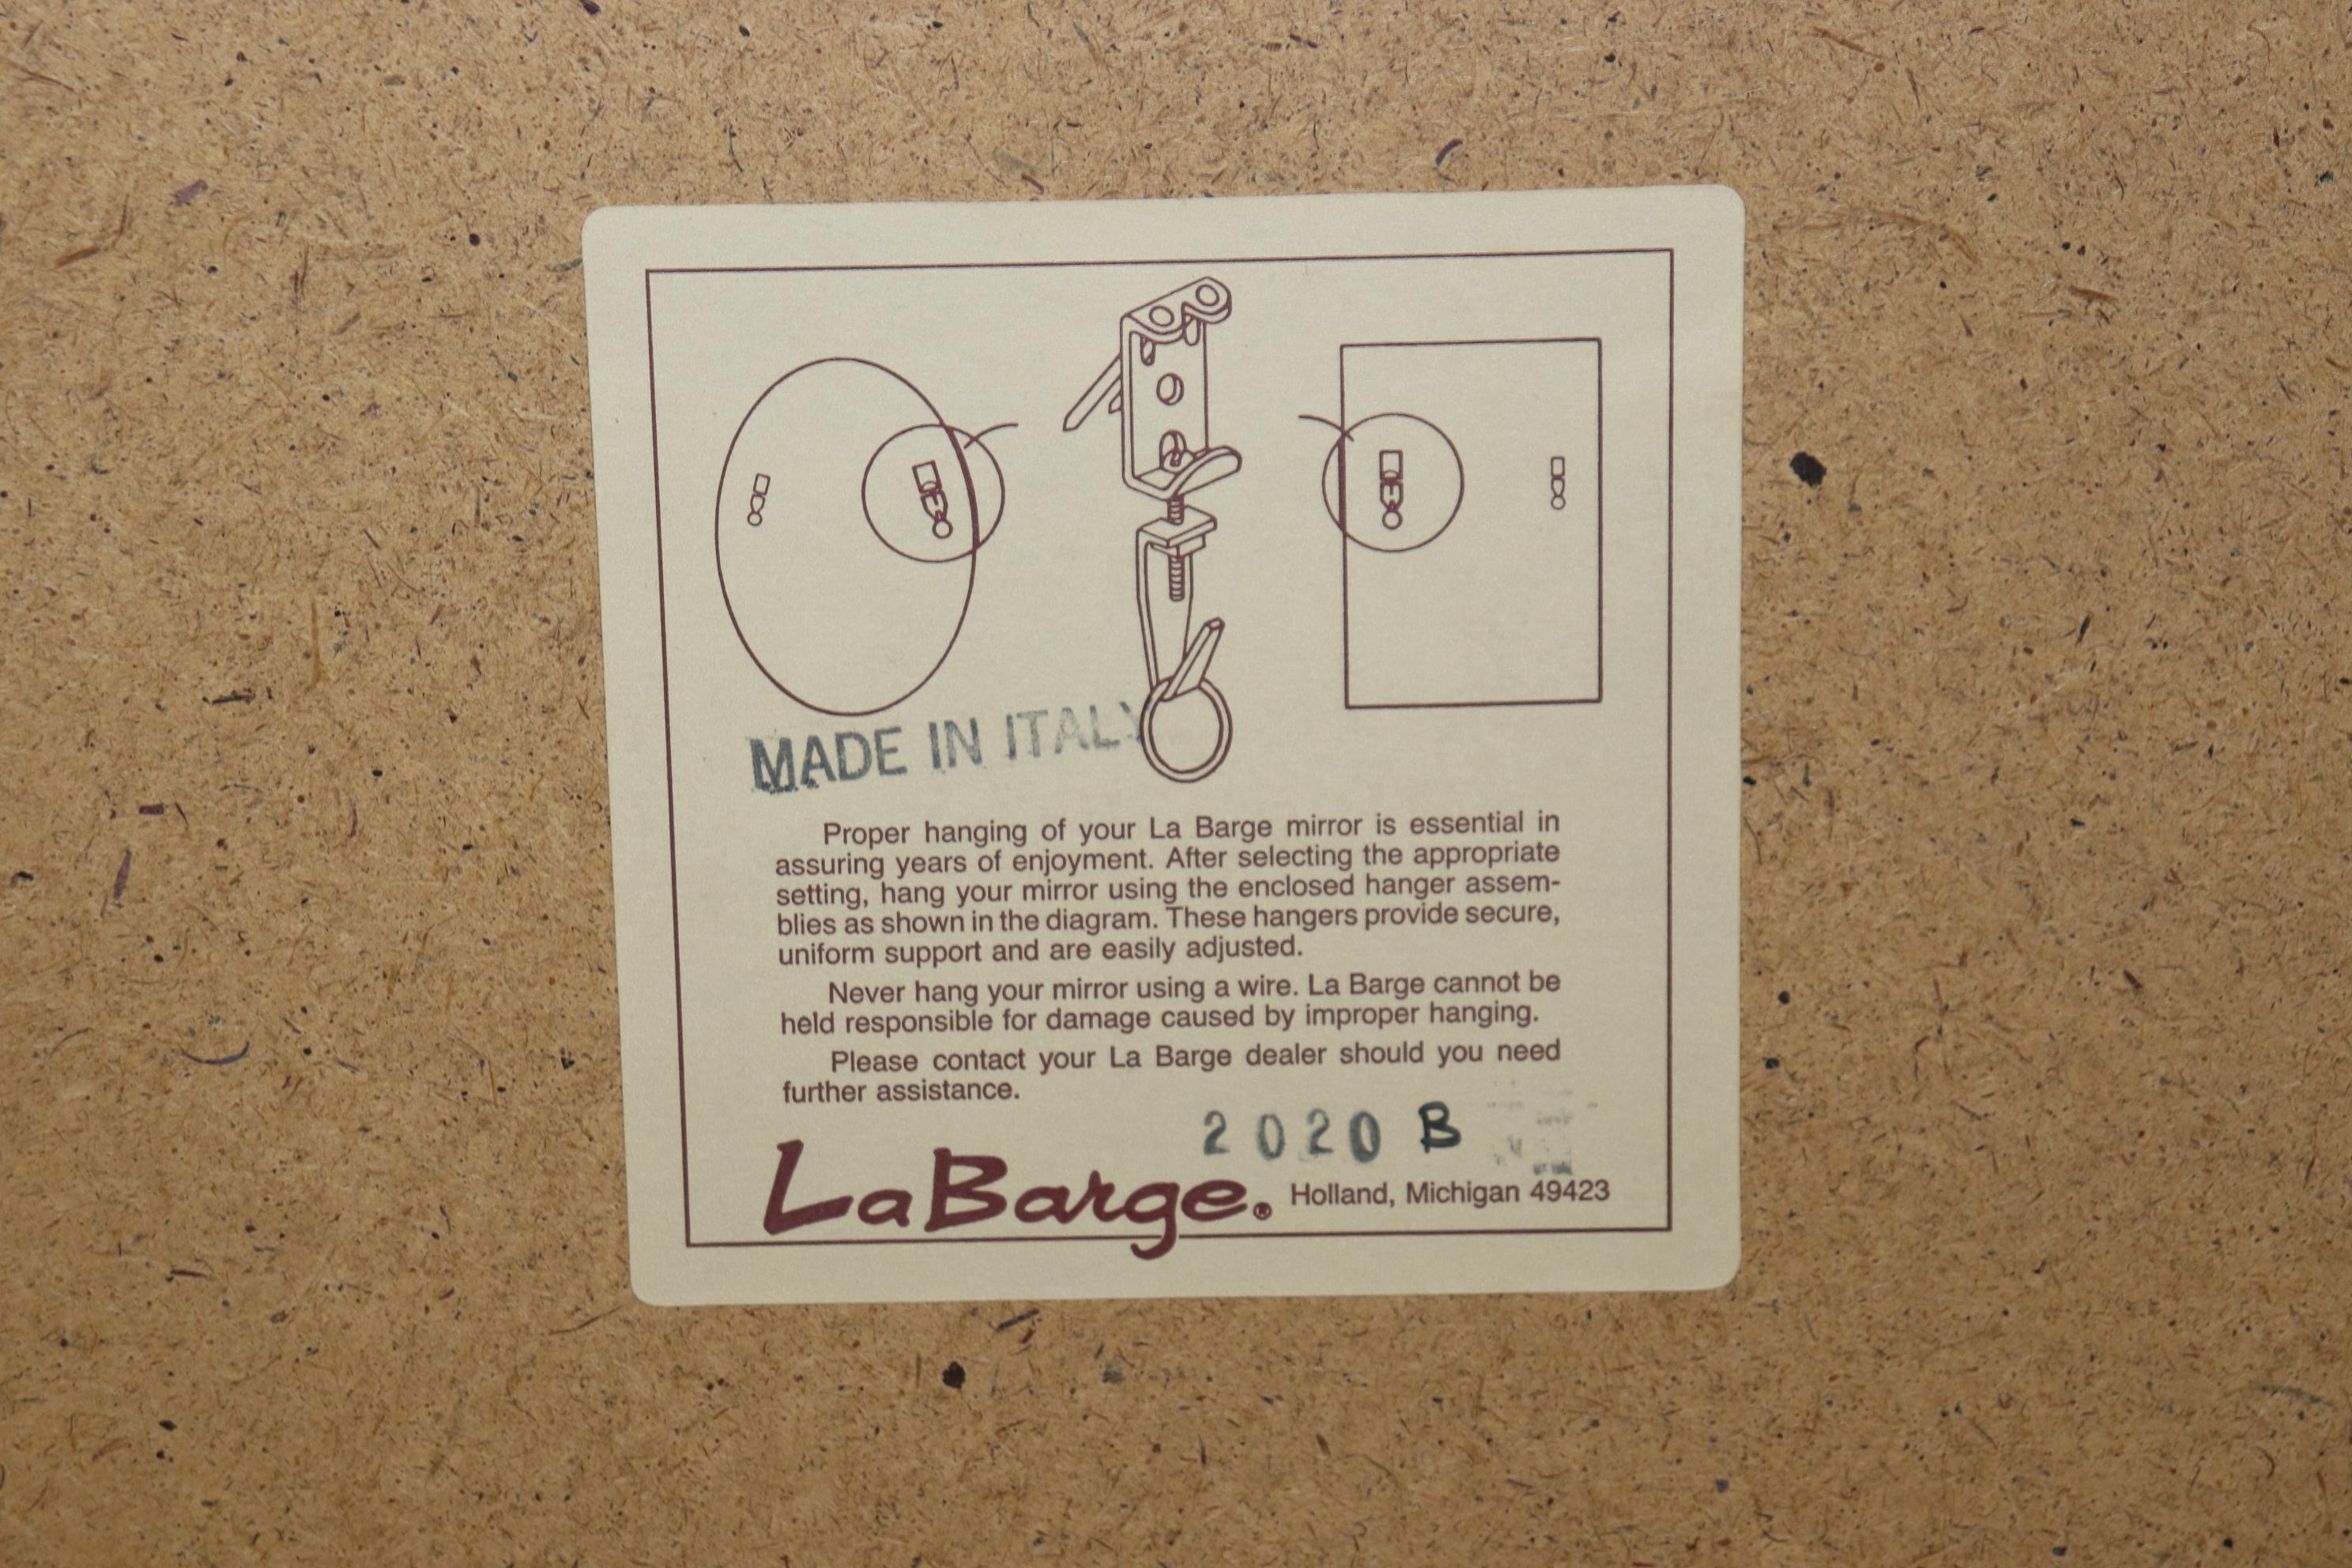 MADE IN ITALY
Proper hanging of your La Barge mirror is essential in
assuring years of enjoyment. After selecting the appropriate
setting, hang your mirror using the enclosed hanger assem-
blies as shown in the diagram. These hangers provide secure,
uniform support and are easily adjusted.
Never hang your mirror using a wire. La Barge cannot be
held responsible for damage caused by improper hanging.
Please contact your La Barge dealer should you need
further assistance.
2020 B
LaBarge® Holland, Michigan 49423